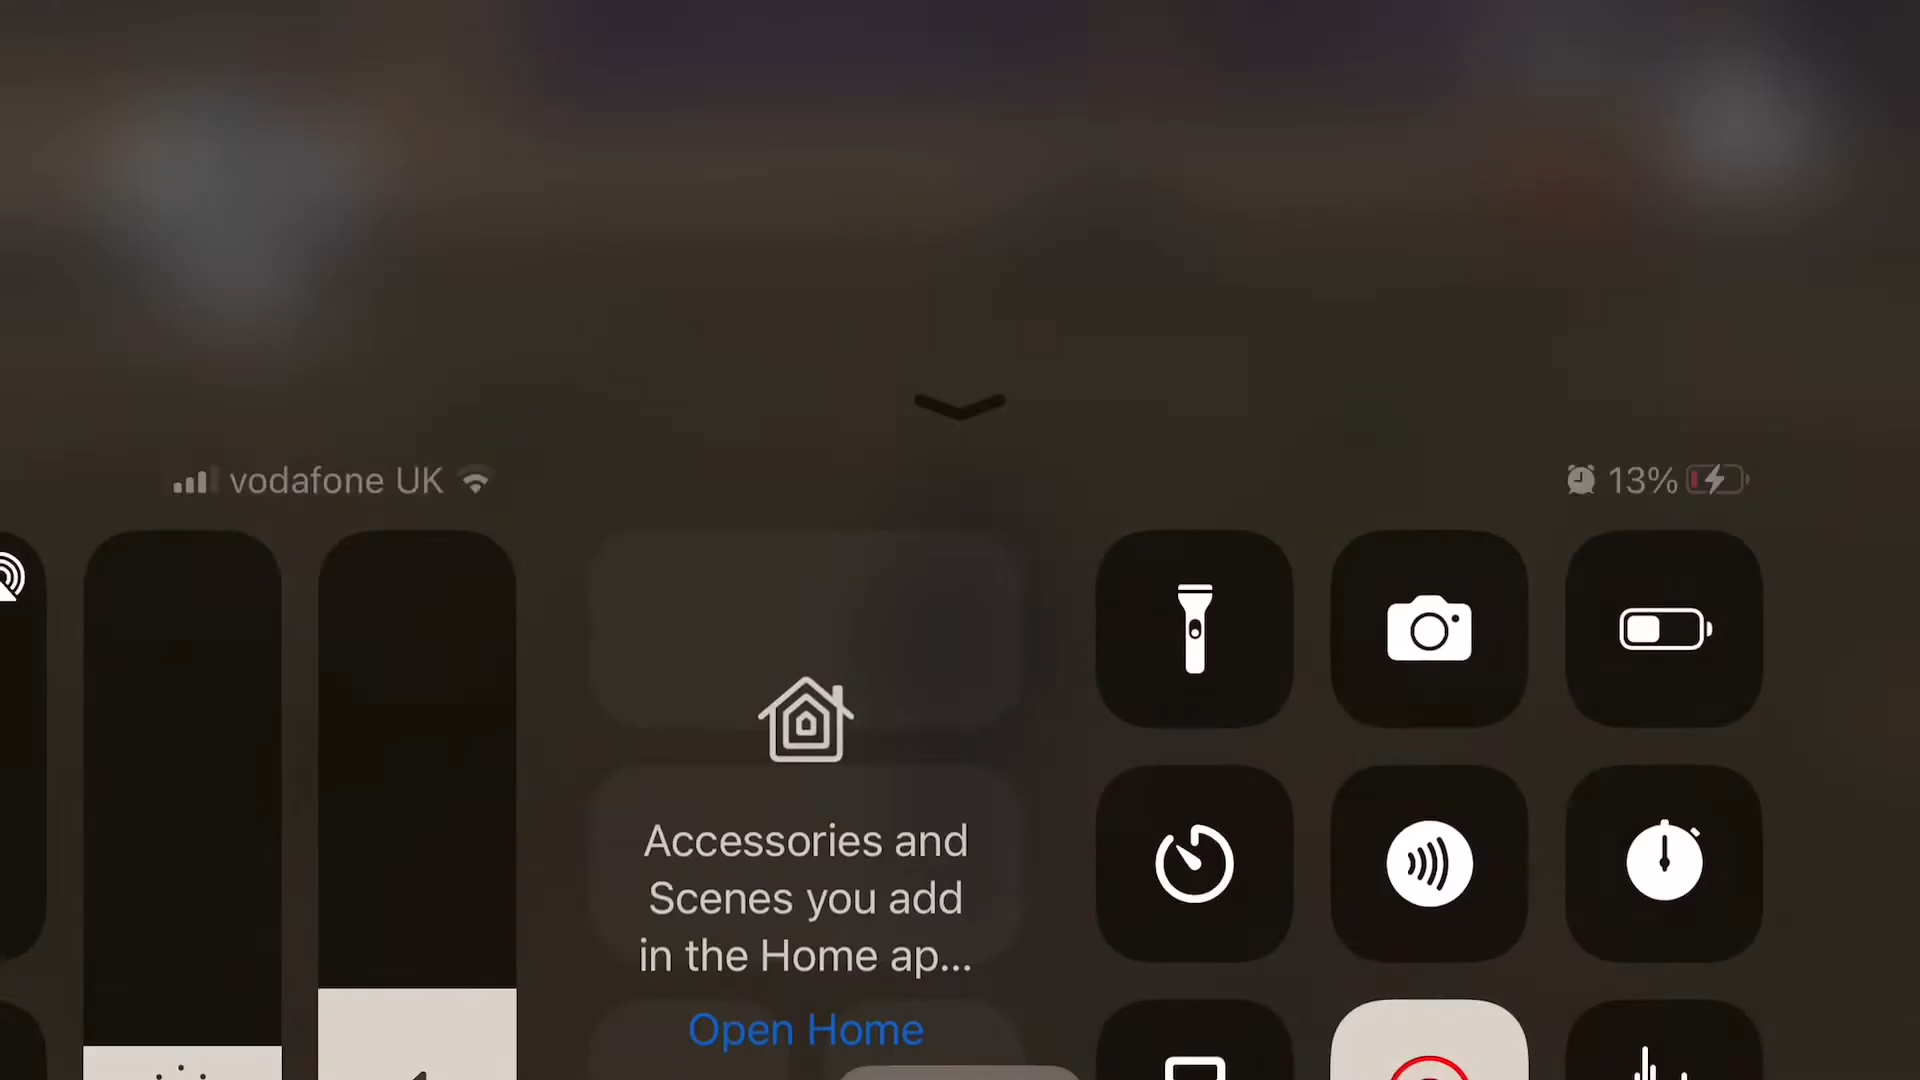 vodafone UK
13%
Accessories and
Scenes you add
in the Home ap...
Open Home